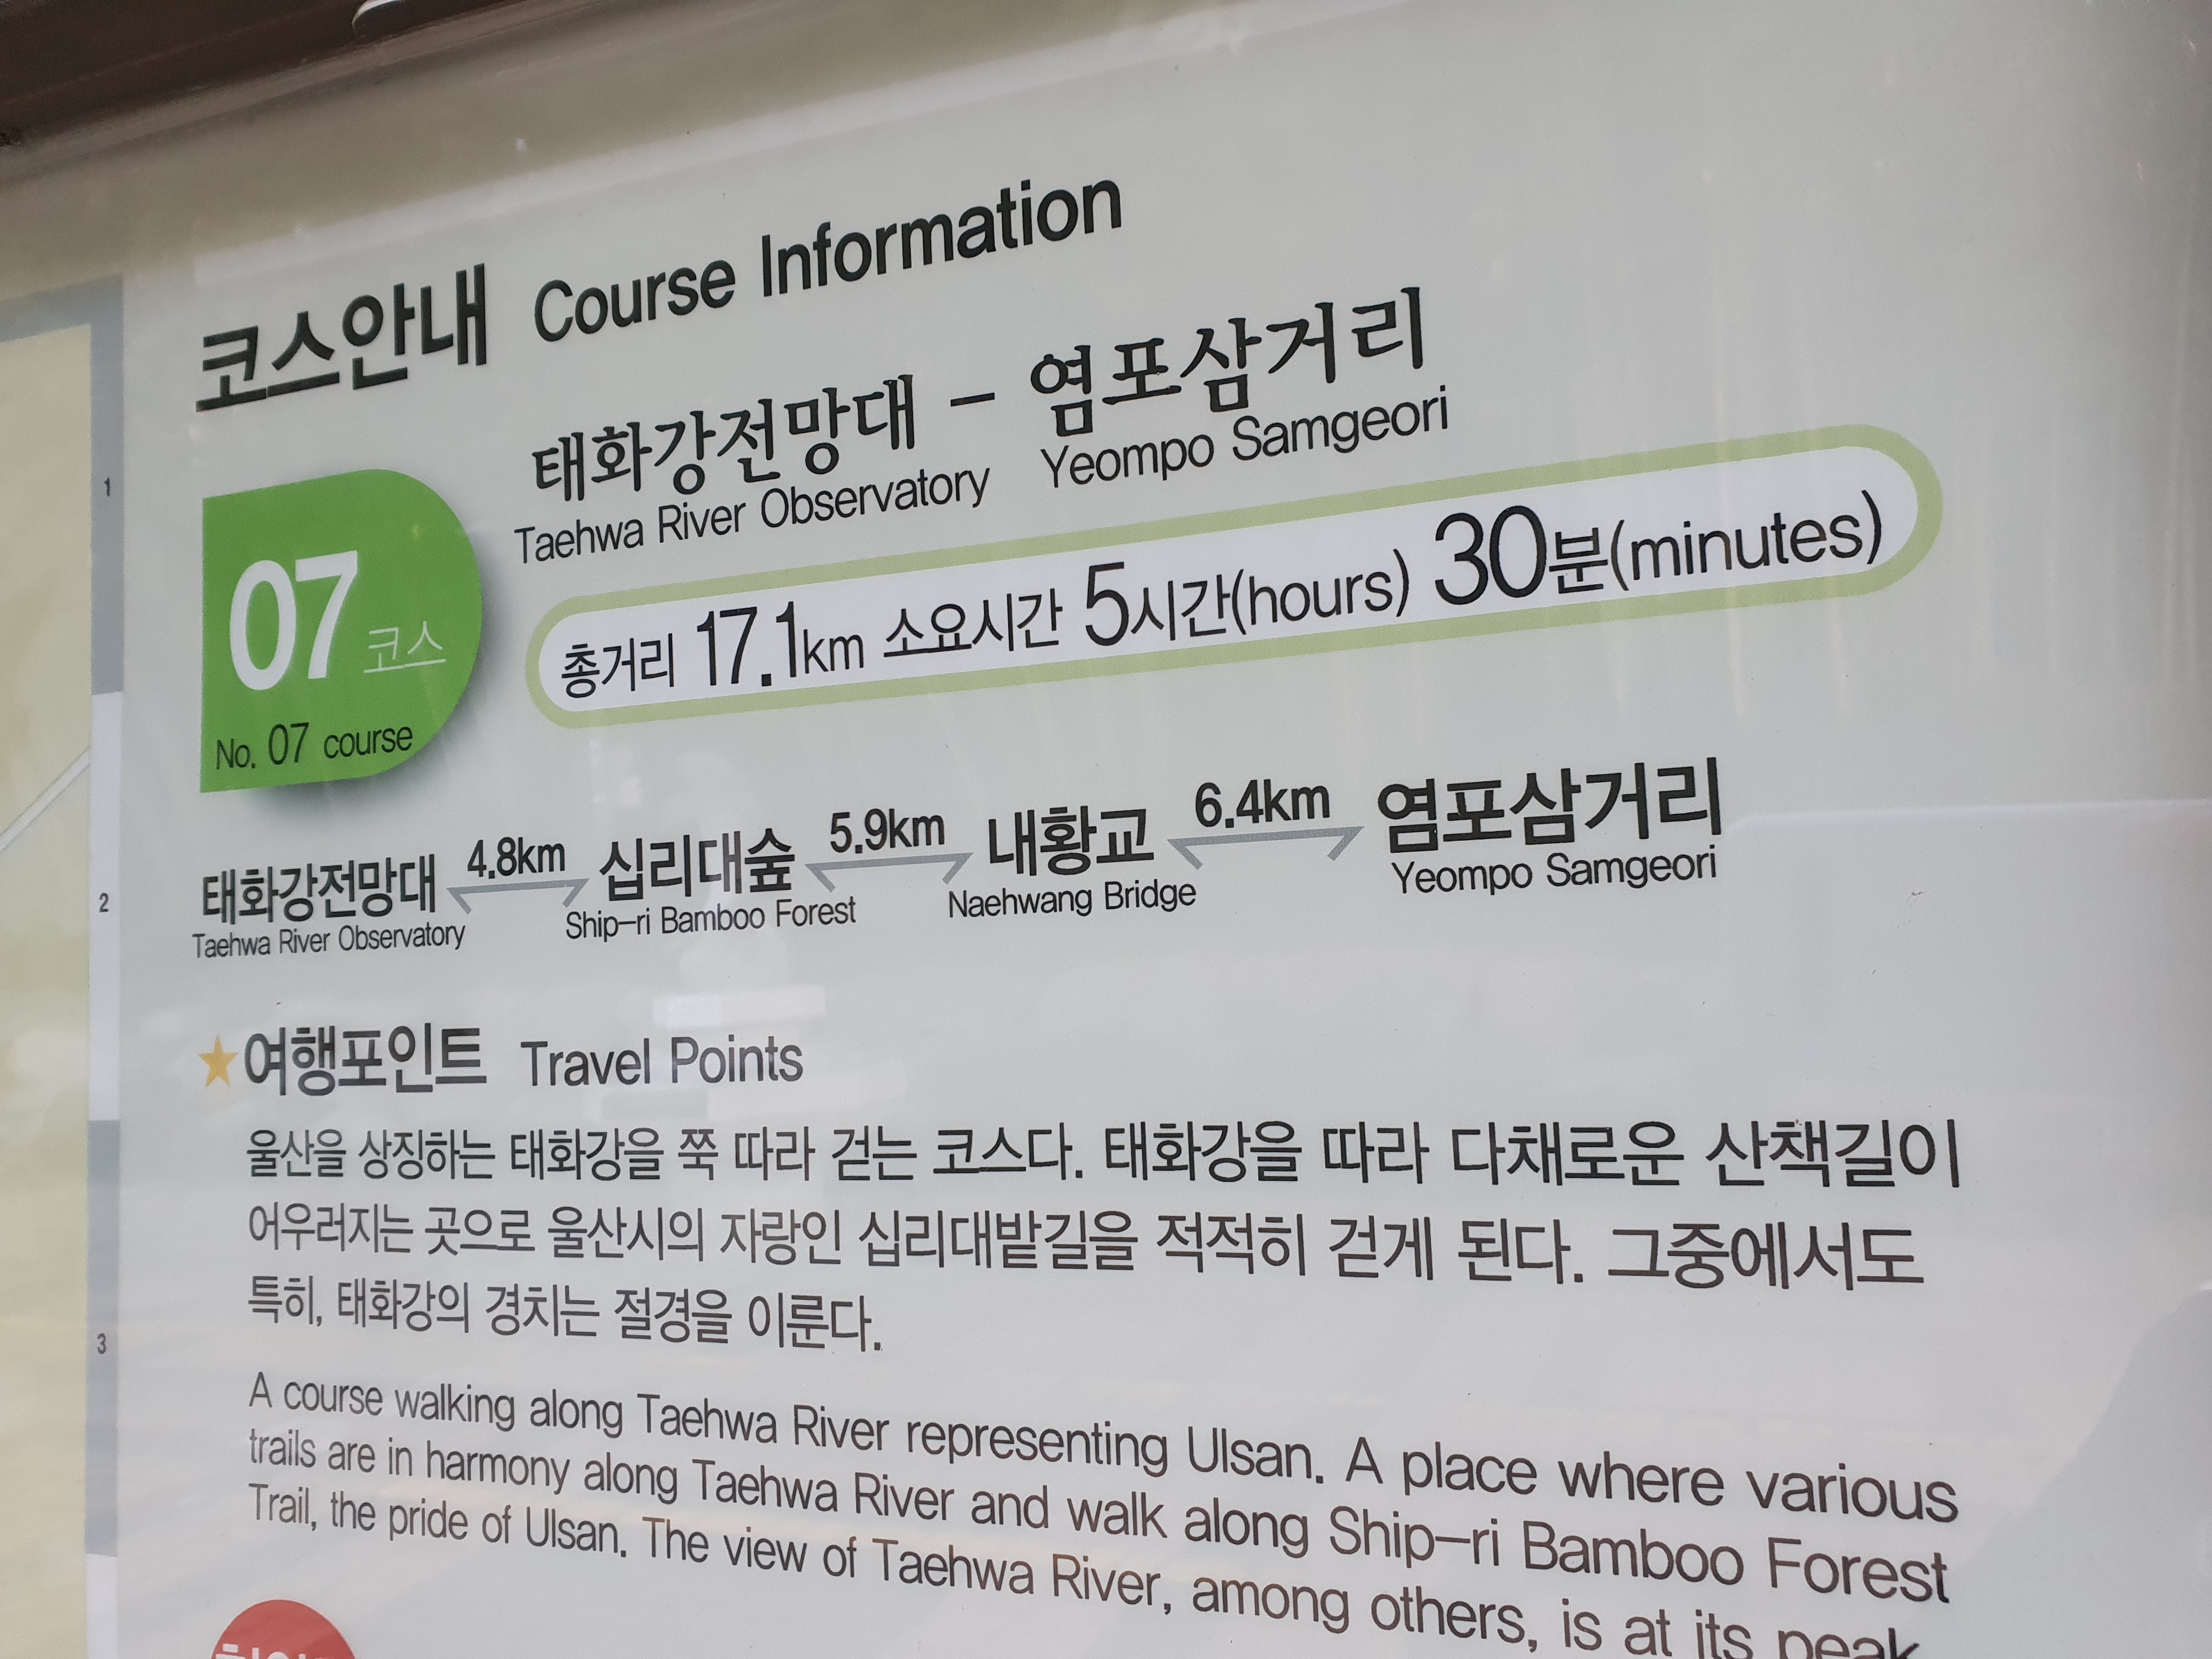 코스안내 Course Information
태화강전망대 – 염포삼거리
Taehwa River Observatory Yeompo Samgeori
07 코스
No. 07 course
총거리 17.1km 소요시간 5시간(hours) 30분(minutes)
태화강전망대 4.8km 십리대숲 5.9km 내황교 6.4km 염포삼거리
Taehwa River Observatory Ship-ri Bamboo Forest Naehwang Bridge Yeompo Samgeori
★여행포인트 Travel Points
울산을 상징하는 태화강을 쭉 따라 걷는 코스다. 태화강을 따라 다채로운 산책길이
어우러지는 곳으로 울산시의 자랑인 십리대밭길을 적적히 걷게 된다. 그중에서도
특히, 태화강의 경치는 절경을 이룬다.
A course walking along Taehwa River representing Ulsan. A place where various
trails are in harmony along Taehwa River and walk along Ship-ri Bamboo Forest
Trail, the pride of Ulsan. The view of Taehwa River, among others, is at its peak
1
2
3